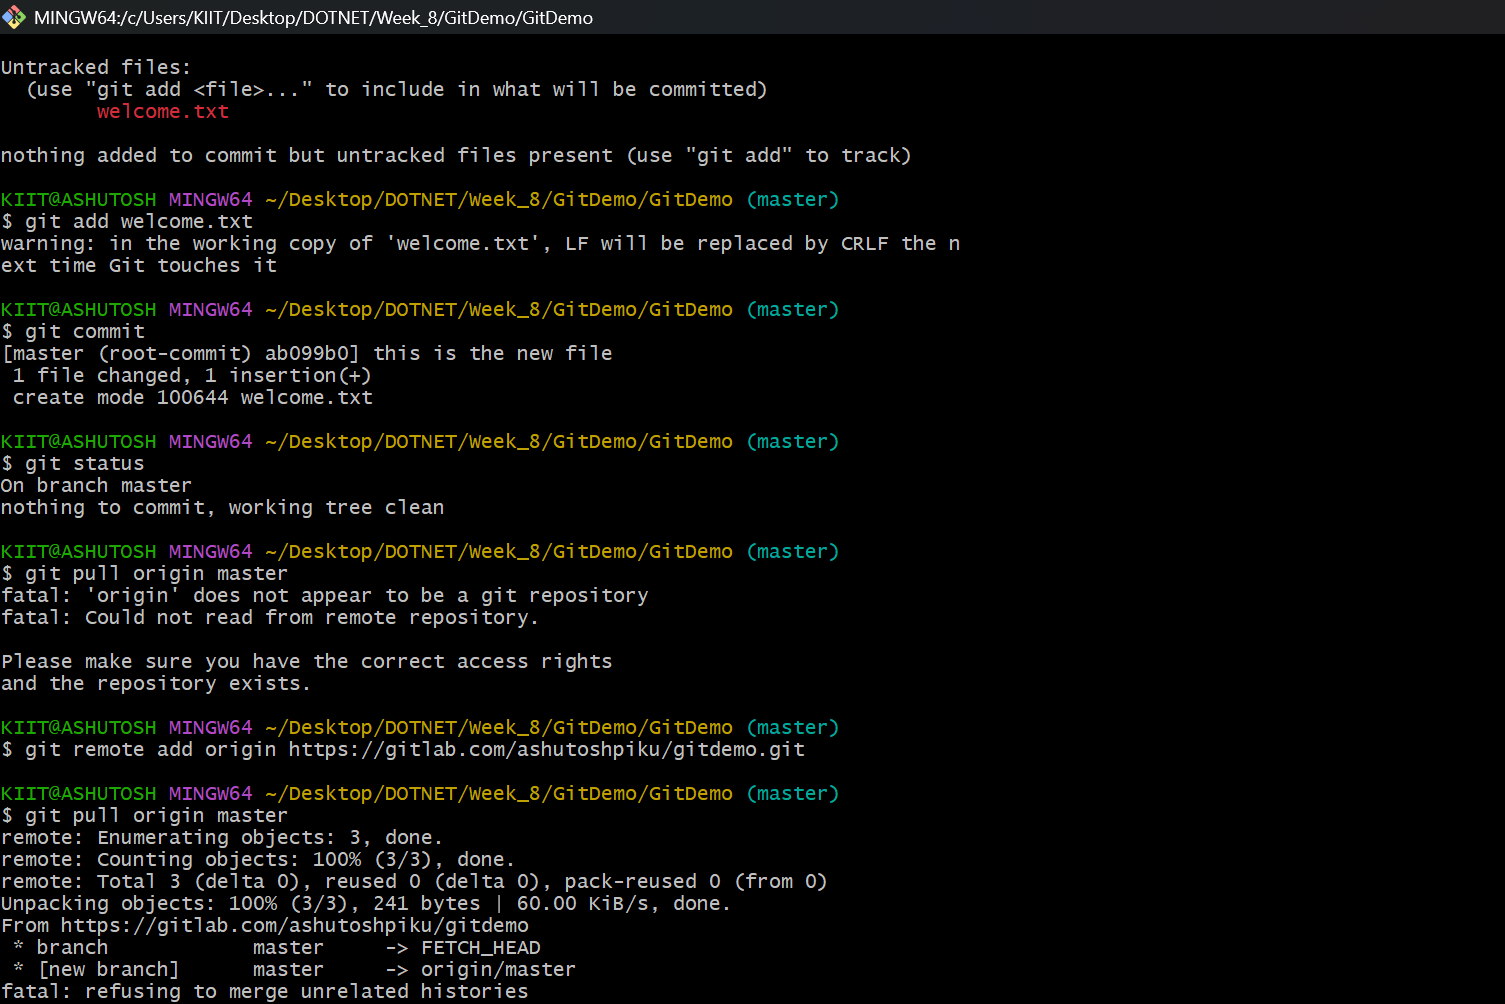 MINGW64:/c/Users/KIIT/Desktop/DOTNET/Week_8/GitDemo/GitDemo
Untracked files:
  (use "git add <file>..." to include in what will be committed)
        welcome.txt
nothing added to commit but untracked files present (use "git add" to track)
KIIT@ASHUTOSH MINGW64 ~/Desktop/DOTNET/Week_8/GitDemo/GitDemo (master)
$ git add welcome.txt
warning: in the working copy of 'welcome.txt', LF will be replaced by CRLF the n
ext time Git touches it
KIIT@ASHUTOSH MINGW64 ~/Desktop/DOTNET/Week_8/GitDemo/GitDemo (master)
$ git commit
[master (root-commit) ab099b0] this is the new file
 1 file changed, 1 insertion(+)
 create mode 100644 welcome.txt
KIIT@ASHUTOSH MINGW64 ~/Desktop/DOTNET/Week_8/GitDemo/GitDemo (master)
$ git status
On branch master
nothing to commit, working tree clean
KIIT@ASHUTOSH MINGW64 ~/Desktop/DOTNET/Week_8/GitDemo/GitDemo (master)
$ git pull origin master
fatal: 'origin' does not appear to be a git repository
fatal: Could not read from remote repository.
Please make sure you have the correct access rights
and the repository exists.
KIIT@ASHUTOSH MINGW64 ~/Desktop/DOTNET/Week_8/GitDemo/GitDemo (master)
$ git remote add origin https://gitlab.com/ashutoshpiku/gitdemo.git
KIIT@ASHUTOSH MINGW64 ~/Desktop/DOTNET/Week_8/GitDemo/GitDemo (master)
$ git pull origin master
remote: Enumerating objects: 3, done.
remote: Counting objects: 100% (3/3), done.
remote: Total 3 (delta 0), reused 0 (delta 0), pack-reused 0 (from 0)
Unpacking objects: 100% (3/3), 241 bytes | 60.00 KiB/s, done.
From https://gitlab.com/ashutoshpiku/gitdemo
 * branch            master     -> FETCH_HEAD
 * [new branch]      master     -> origin/master
fatal: refusing to merge unrelated histories